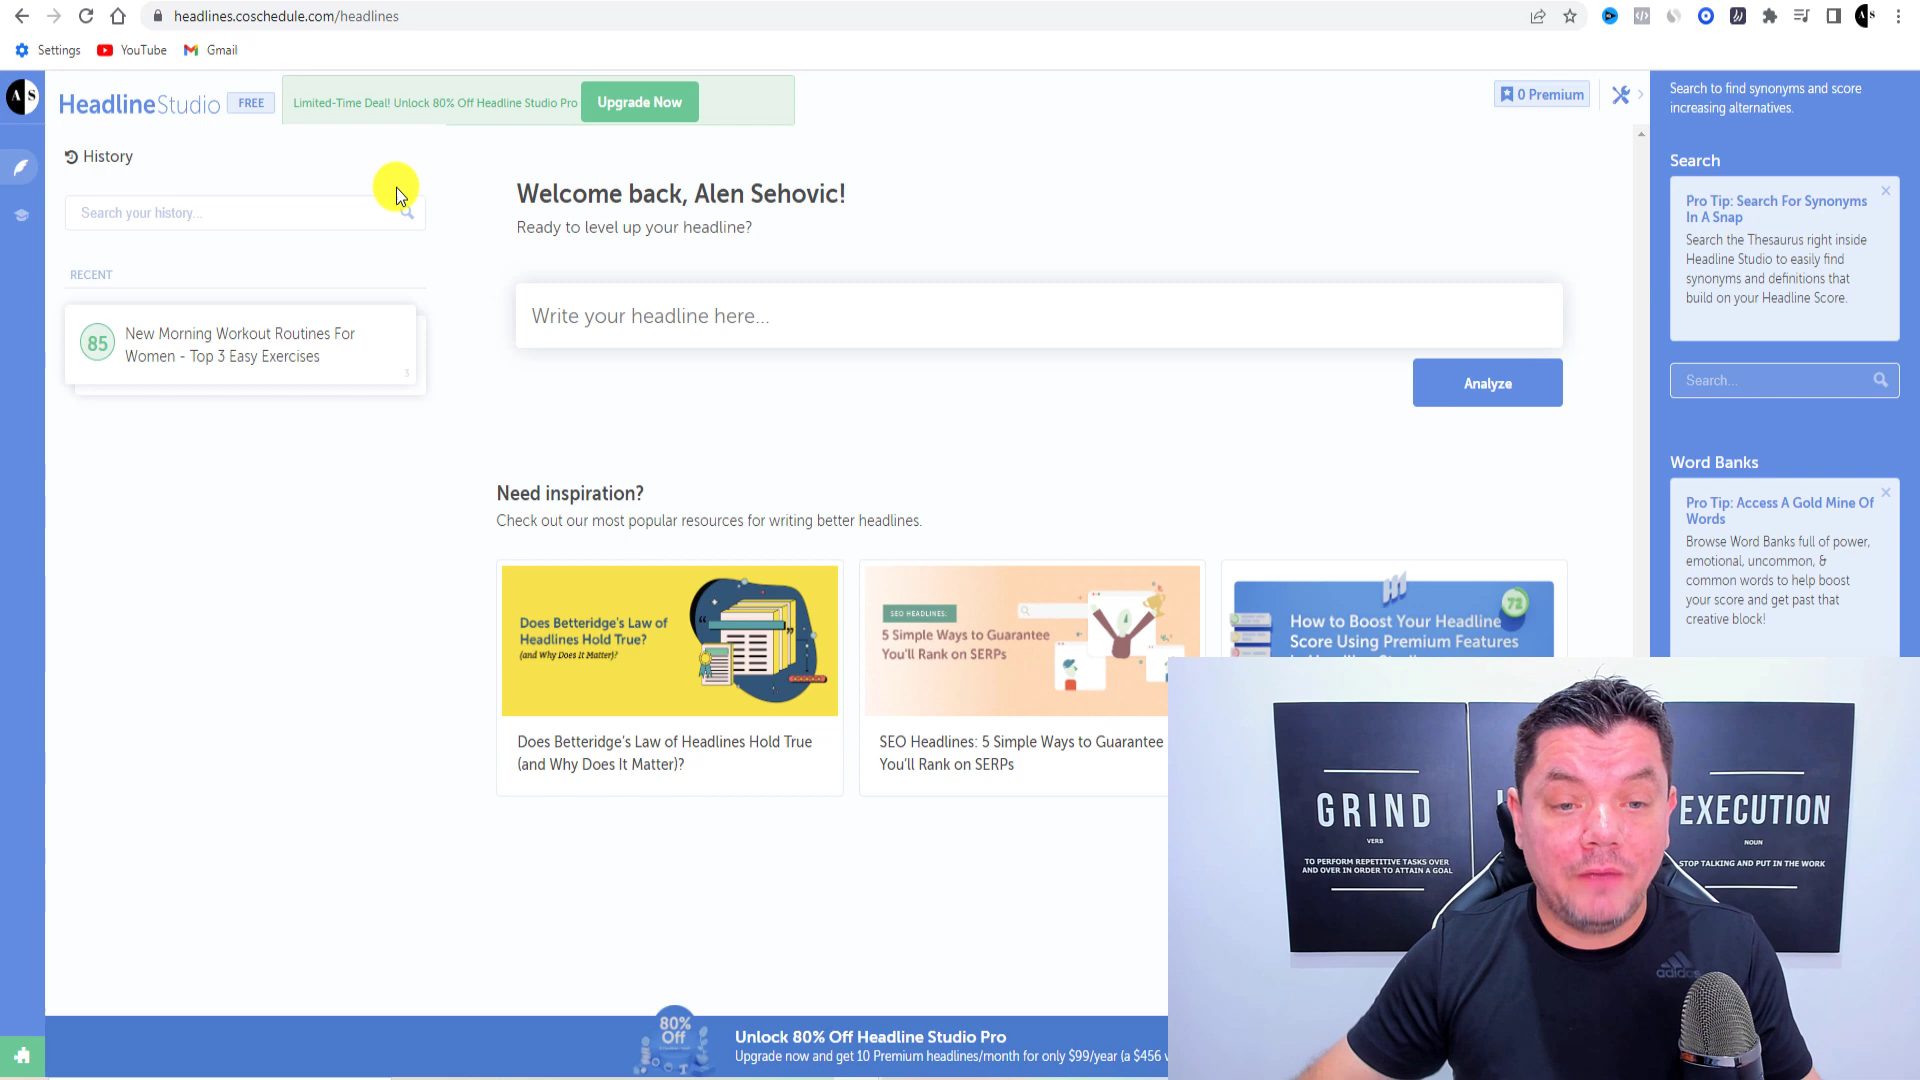 headlines.coschedule.com/headlines
Settings
YouTube
Gmail
A S
HeadlineStudio
FREE
Limited-Time Deal! Unlock 80% Off Headline Studio Pro
Upgrade Now
0 Premium
History
Search your history...
RECENT
85
New Morning Workout Routines For
Women - Top 3 Easy Exercises
3
Welcome back, Alen Sehovic!
Ready to level up your headline?
Write your headline here...
Analyze
Need inspiration?
Check out our most popular resources for writing better headlines.
Does Betteridge's Law of
Headlines Hold True?
(and Why Does It Matter)?
Does Betteridge's Law of Headlines Hold True
(and Why Does It Matter)?
SEO HEADLINES:
5 Simple Ways to Guarantee
You'll Rank on SERPs
SEO Headlines: 5 Simple Ways to Guarantee
You'll Rank on SERPs
72
How to Boost Your Headline
Score Using Premium Features
Search to find synonyms and score
increasing alternatives.
Search
Pro Tip: Search For Synonyms
In A Snap
Search the Thesaurus right inside
Headline Studio to easily find
synonyms and definitions that
build on your Headline Score.
Search...
Word Banks
Pro Tip: Access A Gold Mine Of
Words
Browse Word Banks full of power,
emotional, uncommon, &
common words to help boost
your score and get past that
creative block!
GRIND
VERB
TO PERFORM REPETITIVE TASKS OVER
AND OVER IN ORDER TO ATTAIN A GOAL
EXECUTION
NOUN
STOP TALKING AND PUT IN THE WORK
adidas
80%
Off
Unlock 80% Off Headline Studio Pro
Upgrade now and get 10 Premium headlines/month for only $99/year (a $456